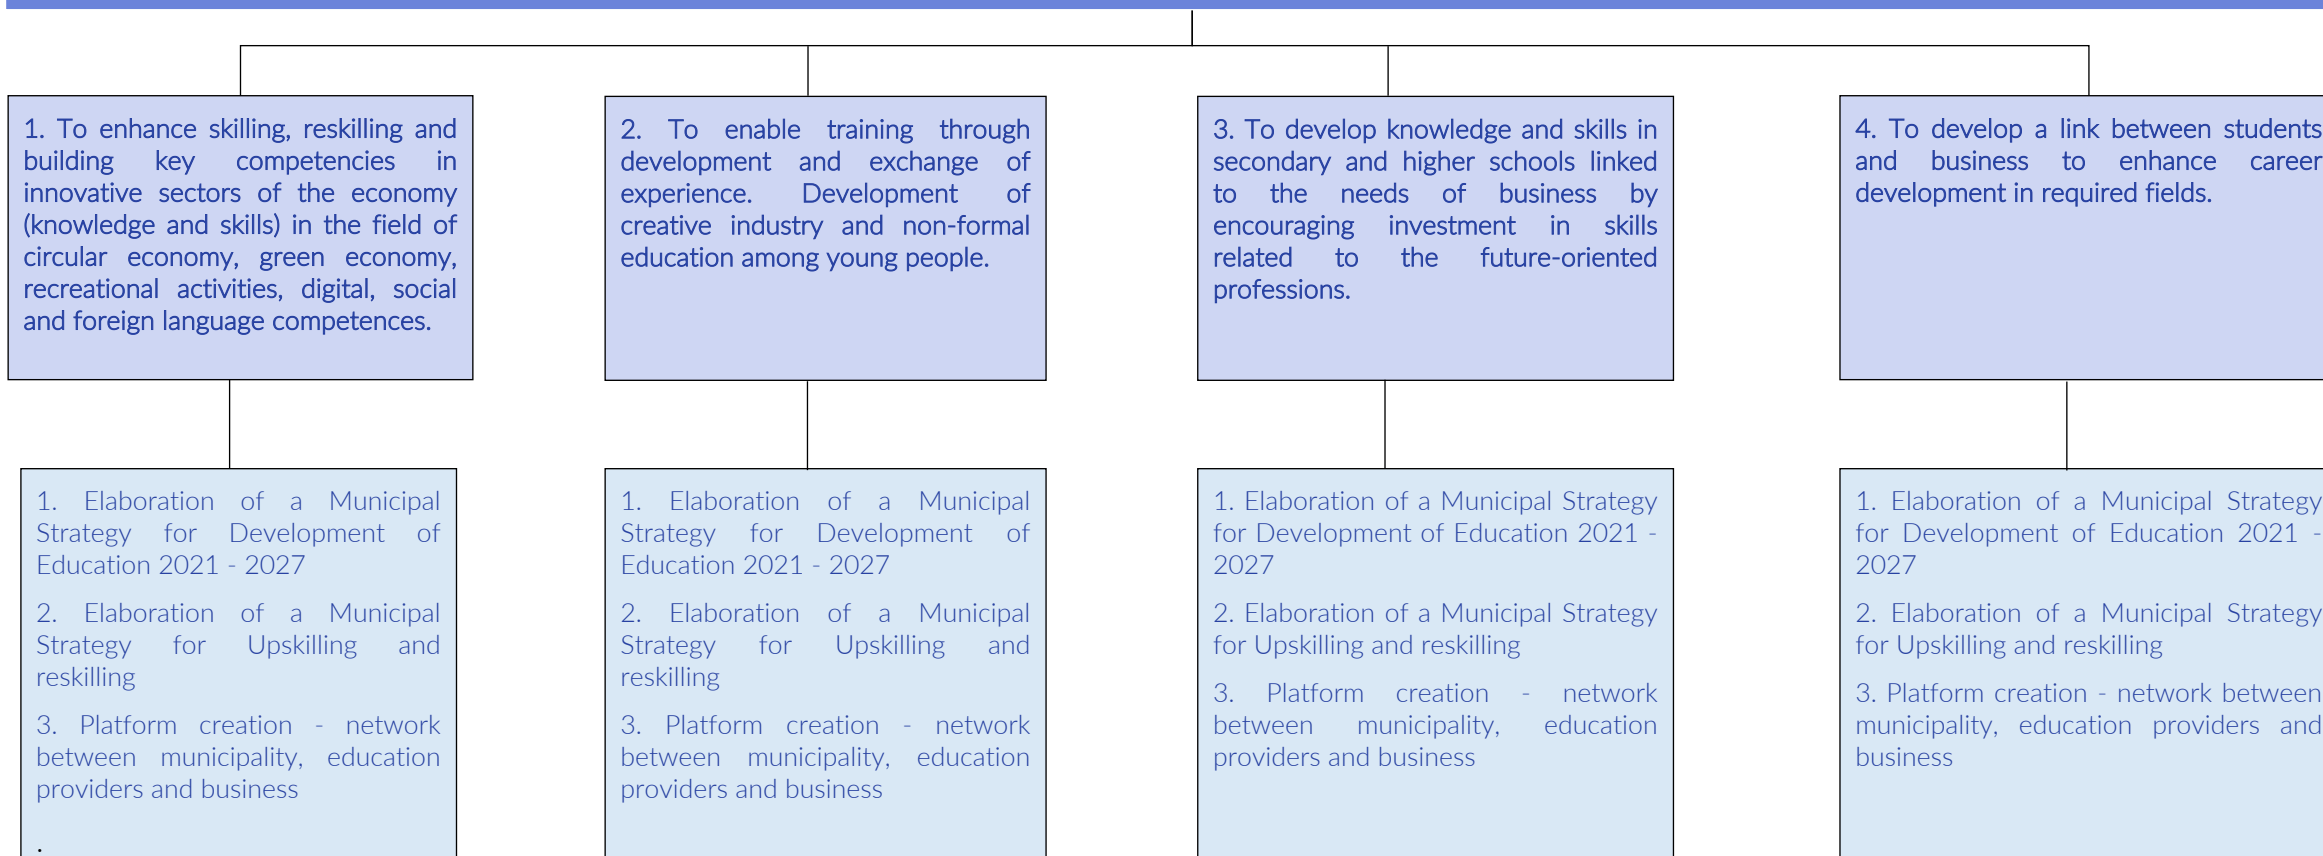 1. To enhance skilling, reskilling and
building key competencies in
innovative sectors of the economy
(knowledge and skills) in the field of
circular economy, green economy,
recreational activities, digital, social
and foreign language competences.
2. To enable training through
development and exchange of
experience. Development of
creative industry and non-formal
education among young people.
3. To develop knowledge and skills in
secondary and higher schools linked
to the needs of business by
encouraging investment in skills
related to the future-oriented
professions.
4. To develop a link between students
and business to enhance career
development in required fields.
1. Elaboration of a Municipal
Strategy for Development of
Education 2021 - 2027
2. Elaboration of a Municipal
Strategy for Upskilling and
reskilling
3. Platform creation - network
between municipality, education
providers and business
.
1. Elaboration of a Municipal
Strategy for Development of
Education 2021 - 2027
2. Elaboration of a Municipal
Strategy for Upskilling and
reskilling
3. Platform creation - network
between municipality, education
providers and business
1. Elaboration of a Municipal Strategy
for Development of Education 2021 -
2027
2. Elaboration of a Municipal Strategy
for Upskilling and reskilling
3. Platform creation - network
between municipality, education
providers and business
1. Elaboration of a Municipal Strategy
for Development of Education 2021 -
2027
2. Elaboration of a Municipal Strategy
for Upskilling and reskilling
3. Platform creation - network between
municipality, education providers and
business